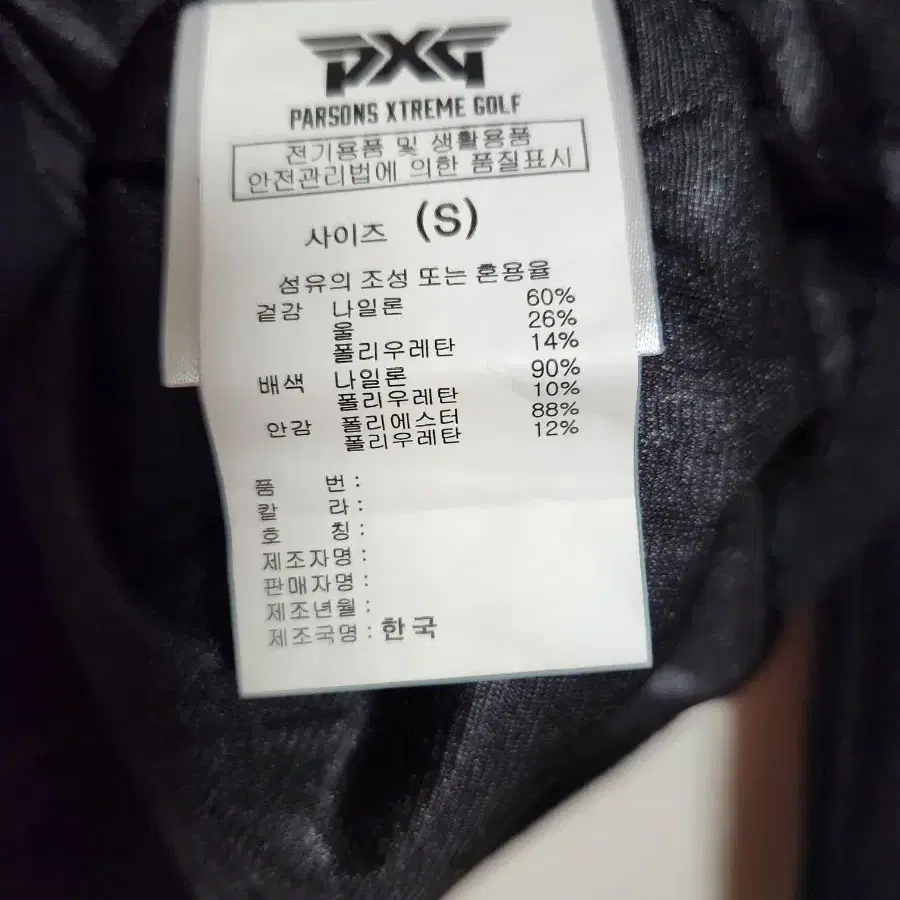 PXG
PARSONS XTREME GOLF
전기용품 및 생활용품
안전관리법에 의한 품질표시
사이즈 (S)
섬유의 조성 또는 혼용율
겉감 나일론 60%
울 26%
폴리우레탄 14%
배색 나일론 90%
폴리우레탄 10%
안감 폴리에스터 88%
폴리우레탄 12%
품 번 :
칼 라 :
호 칭 :
제조자명 :
판매자명 :
제조년월 :
제조국명 : 한국